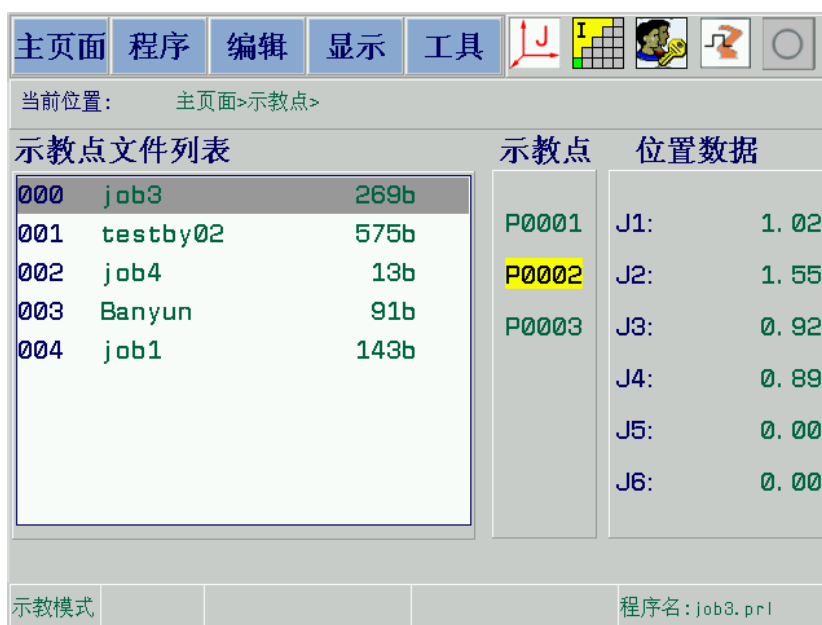 主页面 程序 编辑 显示 工具 J I
当前位置: 主页面>示教点>
示教点文件列表 示教点 位置数据
000 job3 269b
001 testby02 575b
002 job4 13b
003 Banyun 91b
004 job1 143b
P0001
P0002
P0003
J1: 1.02
J2: 1.55
J3: 0.92
J4: 0.89
J5: 0.00
J6: 0.00
示教模式 程序名:job3.prl